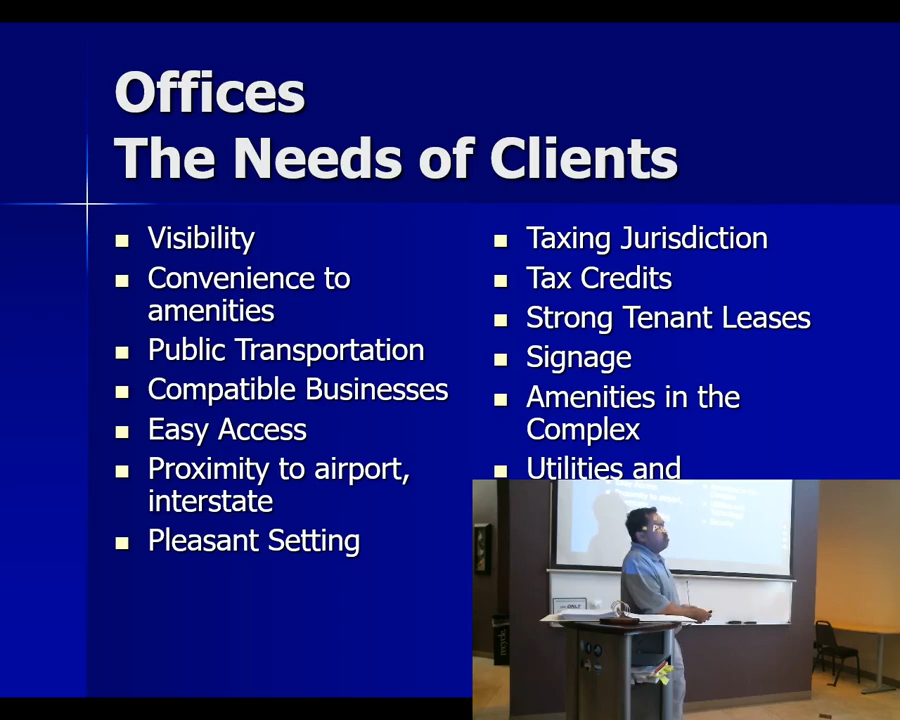 Offices
The Needs of Clients
Visibility
Convenience to
amenities
Public Transportation
Compatible Businesses
Easy Access
Proximity to airport,
interstate
Pleasant Setting
Taxing Jurisdiction
Tax Credits
Strong Tenant Leases
Signage
Amenities in the
Complex
Utilities and